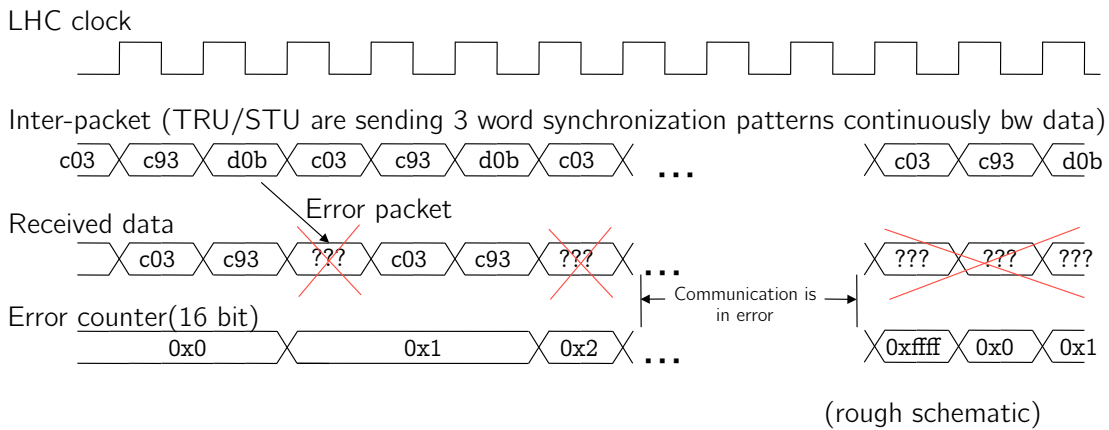 LHC clock
Inter-packet (TRU/STU are sending 3 word synchronization patterns continuously bw data)
c03 c93 d0b c03 c93 d0b c03 ... c03 c93 d0b
Error packet
Received data
c03 c93 ??? c03 c93 ??? ... ??? ??? ???
Communication is
in error
Error counter(16 bit)
0x0 0x1 0x2 ... 0xffff 0x0 0x1
(rough schematic)